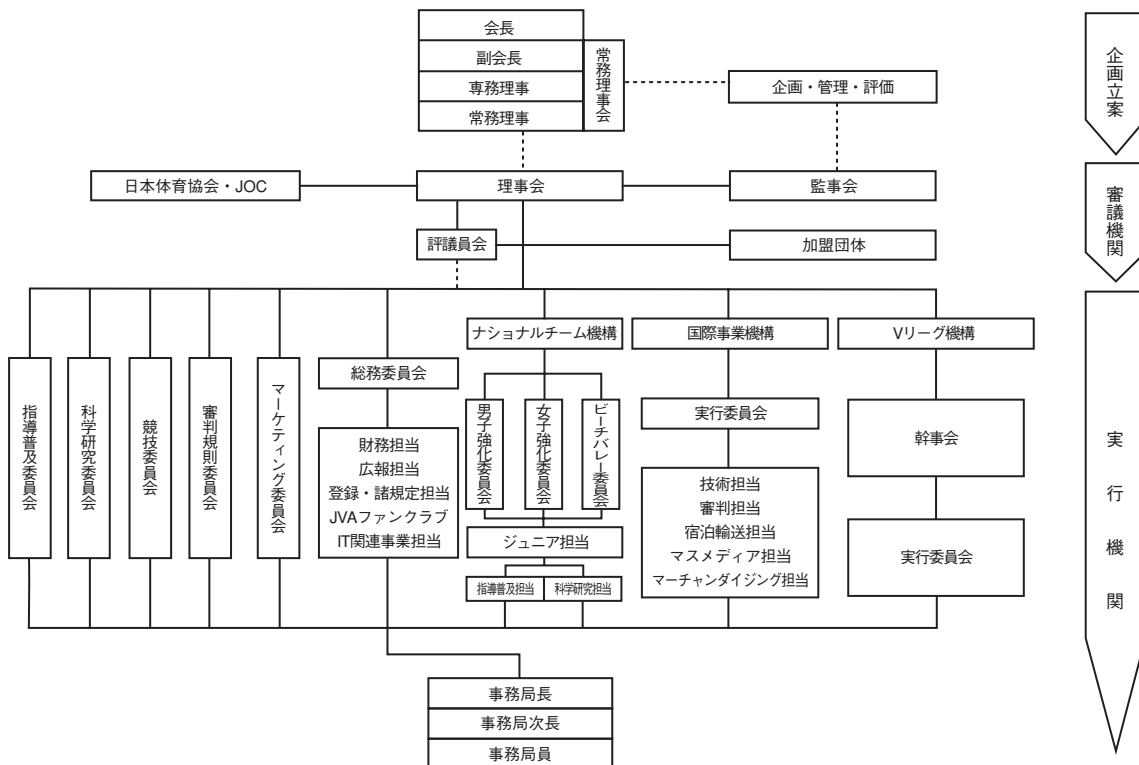 会長
副会長
専務理事
常務理事
常務理事会
企画・管理・評価
企画立案
日本体育協会・JOC
理事会
監事会
審議機関
評議員会
加盟団体
ナショナルチーム機構
国際事業機構
Vリーグ機構
指導普及委員会
科学研究委員会
競技委員会
審判規則委員会
マーケティング委員会
総務委員会
財務担当
広報担当
登録・諸規定担当
JVAファンクラブ
IT関連事業担当
男子強化委員会
女子強化委員会
ビーチバレー委員会
ジュニア担当
指導普及担当
科学研究担当
実行委員会
技術担当
審判担当
宿泊輸送担当
マスメディア担当
マーチャンダイジング担当
幹事会
実行委員会
実行機関
事務局長
事務局次長
事務局員